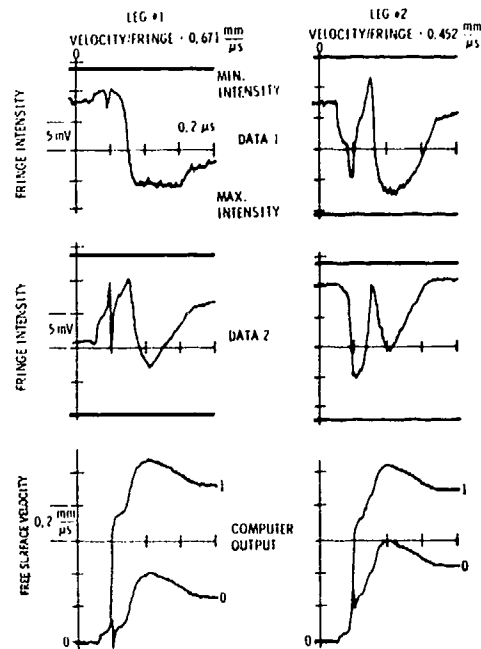 LEG #1
VELOCITY/FRINGE • 0.671 mm/µs
LEG #2
VELOCITY/FRINGE • 0.452 mm/µs
0
0
MIN. INTENSITY
FRINGE INTENSITY
5 mV
0.2 µs
DATA 1
MAX. INTENSITY
FRINGE INTENSITY
5 mV
DATA 2
FREE SURFACE VELOCITY
0.2 mm/µs
1
COMPUTER OUTPUT
0
0
1
0
0